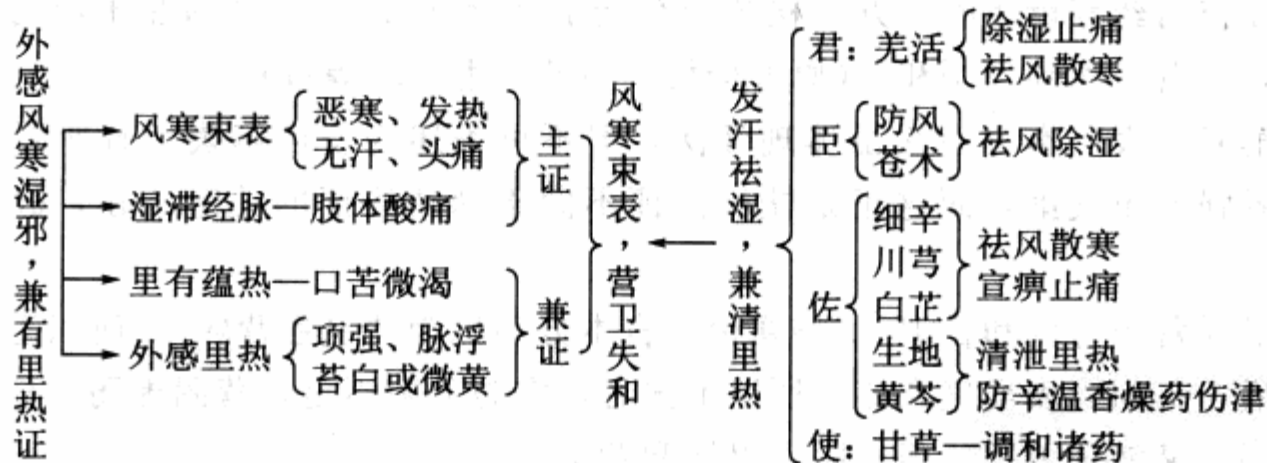 外感风寒湿邪，兼有里热证
风寒束表
恶寒、发热
无汗、头痛
湿滞经脉—肢体酸痛
主证
里有蕴热—口苦微渴
外感里热
项强、脉浮
苔白或微黄
兼证
风寒束表，营卫失和
发汗祛湿，兼清里热
君：羌活
除湿止痛
祛风散寒
臣
防风
苍术
祛风除湿
佐
细辛
川芎
白芷
祛风散寒
宣痹止痛
生地
黄芩
清泄里热
防辛温香燥药伤津
使：甘草—调和诸药